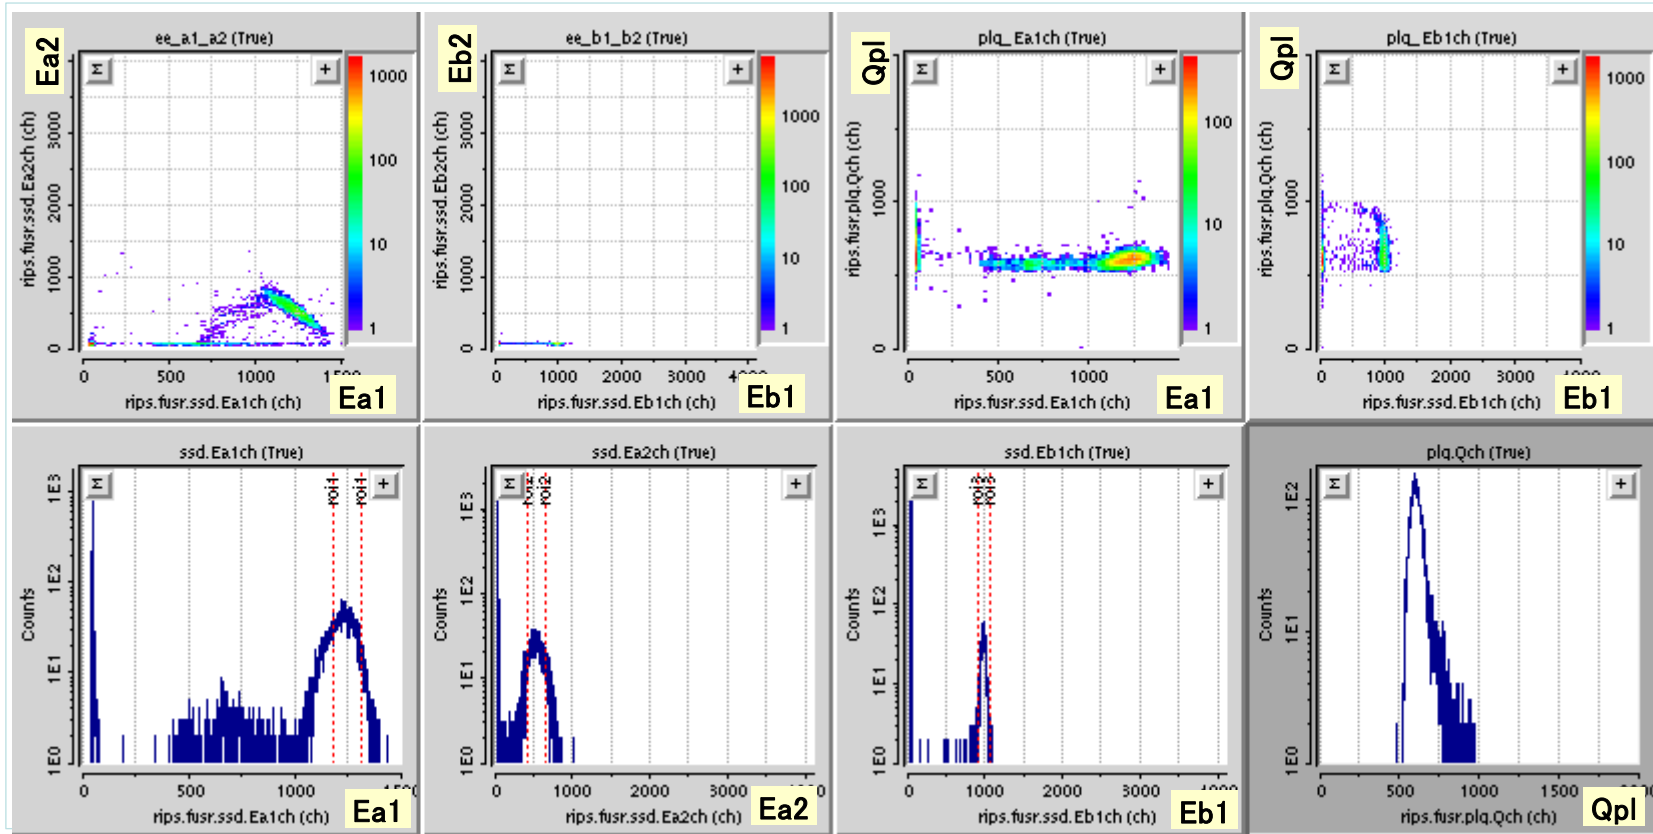 ee_a1_a2 (True)
Σ
+
Ea2
rips.fusr.ssd.Ea2ch (ch)
3000
2000
1000
0
1000
100
10
1
0
500
1000
rips.fusr.ssd.Ea1ch (ch)
Ea1
ee_b1_b2 (True)
Σ
+
Eb2
rips.fusr.ssd.Eb2ch (ch)
3000
2000
1000
0
1000
100
10
1
0
1000
2000
3000
rips.fusr.ssd.Eb1ch (ch)
Eb1
plq_Ea1ch (True)
Σ
+
Qpl
rips.fusr.plq.Qch (ch)
1000
0
100
10
1
0
500
1000
rips.fusr.ssd.Ea1ch (ch)
Ea1
plq_Eb1ch (True)
Σ
+
Qpl
rips.fusr.plq.Qch (ch)
1000
0
1000
100
10
1
0
1000
2000
3000
4000
rips.fusr.ssd.Eb1ch (ch)
Eb1
ssd.Ea1ch (True)
Σ
+
roi1
roi1
Counts
1E3
1E2
1E1
1E0
0
500
1000
rips.fusr.ssd.Ea1ch (ch)
Ea1
ssd.Ea2ch (True)
Σ
+
roi2
roi2
Counts
1E3
1E2
1E1
1E0
0
1000
2000
3000
rips.fusr.ssd.Ea2ch (ch)
Ea2
ssd.Eb1ch (True)
Σ
+
roi3
roi3
Counts
1E3
1E2
1E1
1E0
0
1000
2000
3000
rips.fusr.ssd.Eb1ch (ch)
Eb1
plq.Qch (True)
Σ
+
Counts
1E2
1E1
1E0
0
500
1000
1500
rips.fusr.plq.Qch (ch)
Qpl